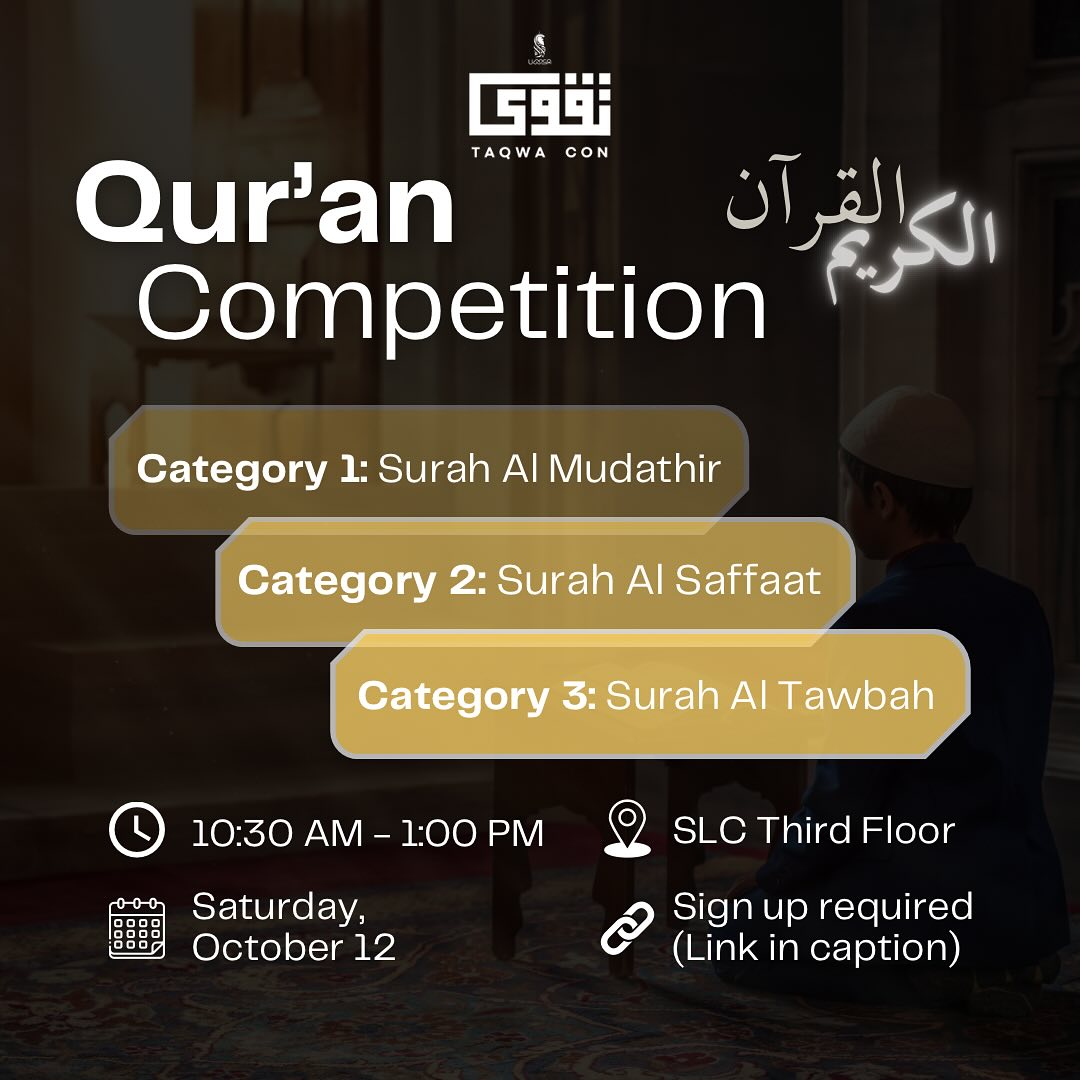 تقوى
TAQWA CON
Qur’an
Competition
القرآن
الكريم
Category 1: Surah Al Mudathir
Category 2: Surah Al Saffaat
Category 3: Surah Al Tawbah
10:30 AM – 1:00 PM
SLC Third Floor
Saturday,
October 12
Sign up required
(Link in caption)